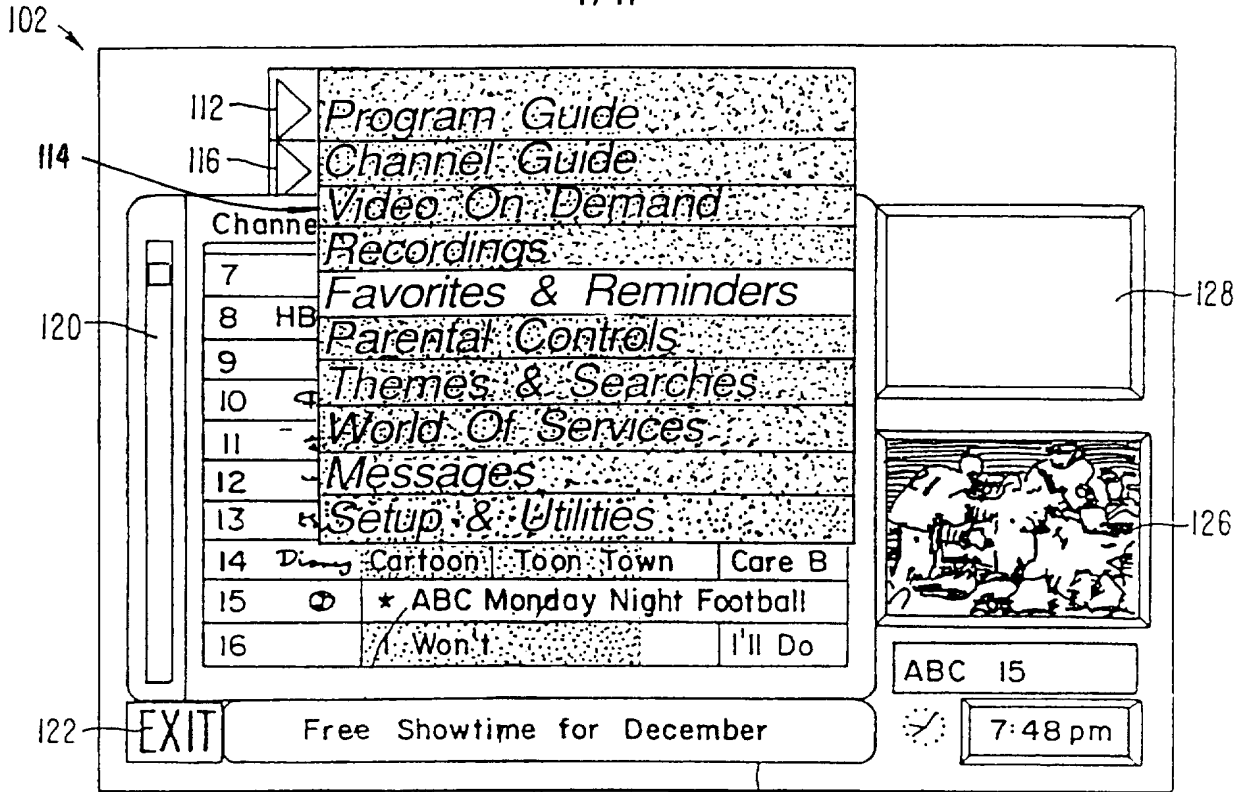 102
112
Program Guide
116
Channel Guide
114
Video On Demand
Channe
Recordings
7
Favorites & Reminders
128
120
8 HB
Parental Controls
9
Themes & Searches
10
World Of Services
11
Messages
12
Setup & Utilities
13
126
14 Disney Cartoon Toon Town Care B
15 ★ ABC Monday Night Football
16 I Won't I'll Do
ABC 15
122
EXIT
Free Showtime for December
7:48 pm